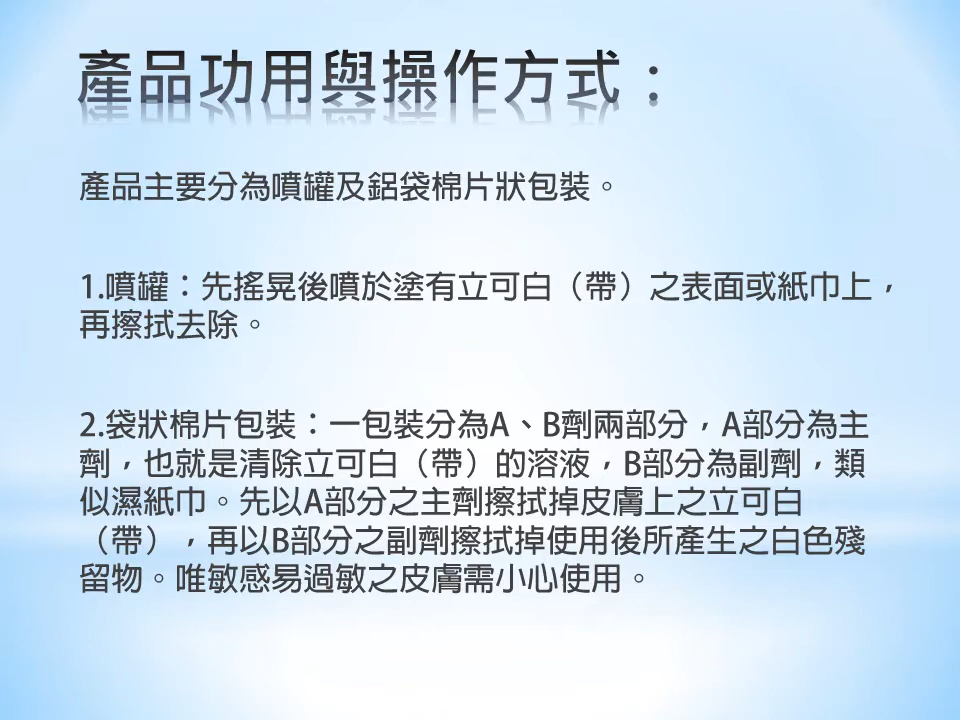 產品功用與操作方式：
產品主要分為噴罐及鋁袋棉片狀包裝。
1.噴罐：先搖晃後噴於塗有立可白（帶）之表面或紙巾上，
再擦拭去除。
2.袋狀棉片包裝：一包裝分為A、B劑兩部分，A部分為主
劑，也就是清除立可白（帶）的溶液，B部分為副劑，類
似濕紙巾。先以A部分之主劑擦拭掉皮膚上之立可白
（帶），再以B部分之副劑擦拭掉使用後所產生之白色殘
留物。唯敏感易過敏之皮膚需小心使用。